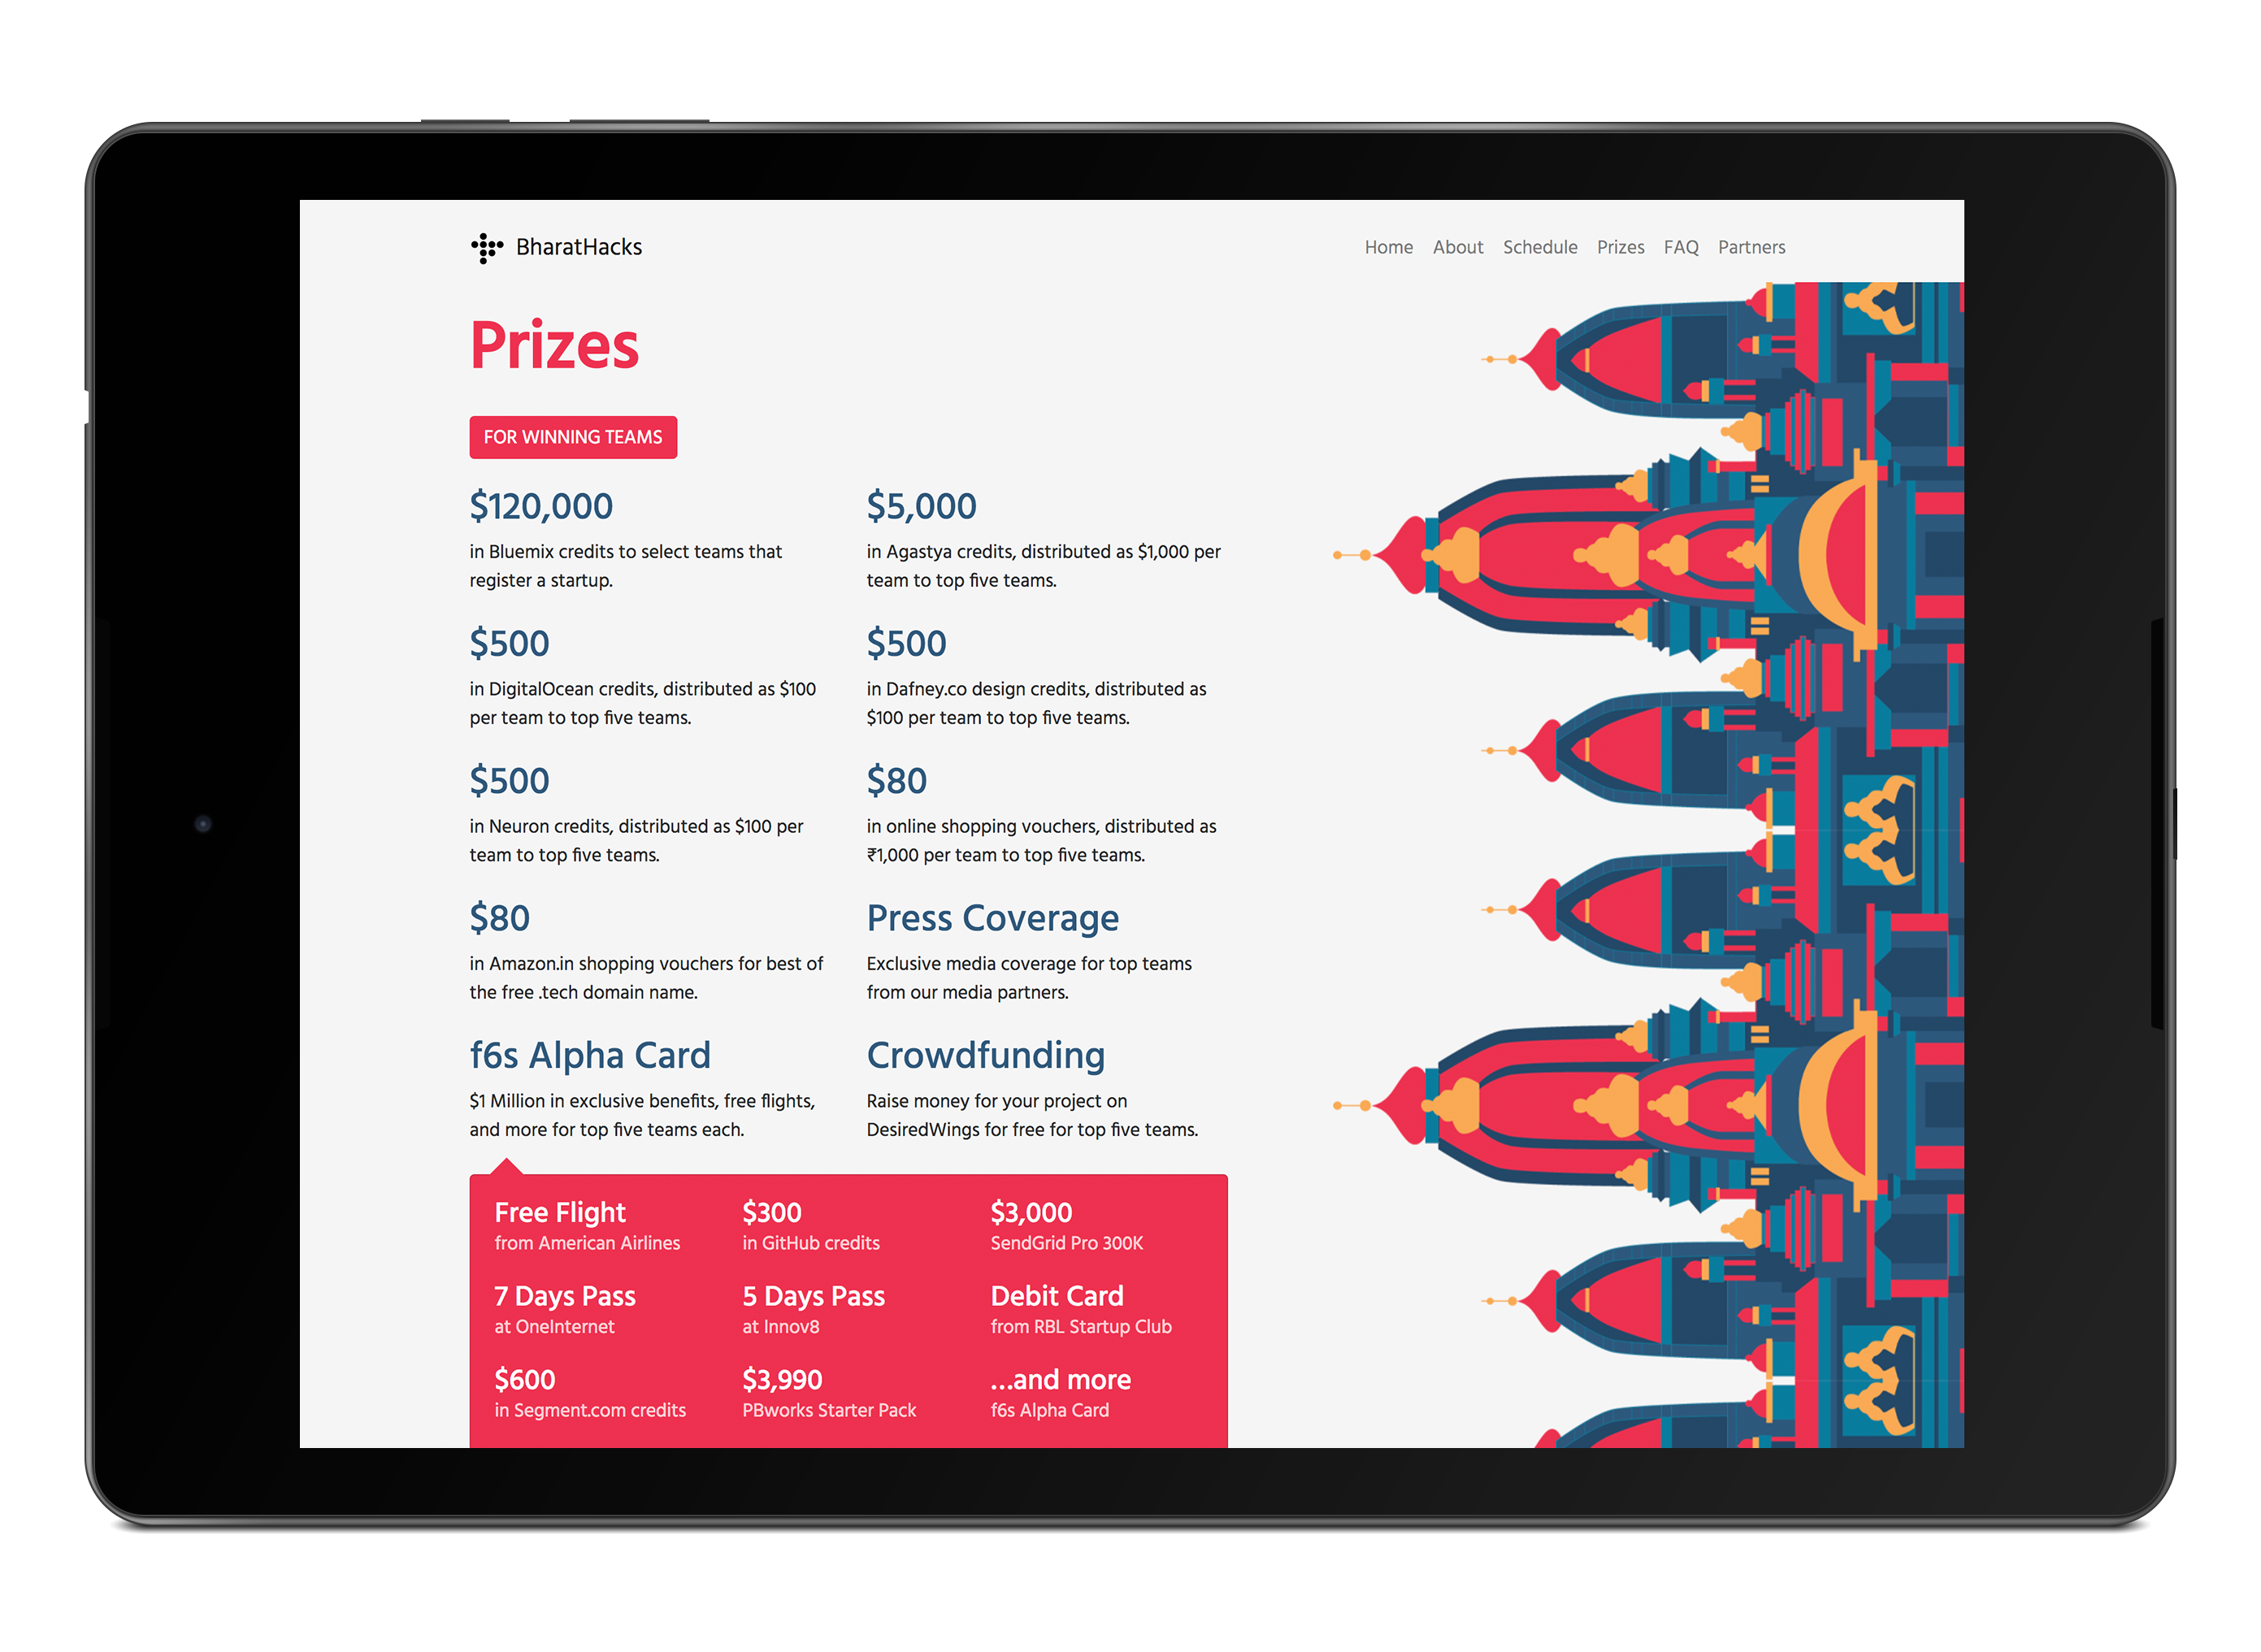 BharatHacks
Home About Schedule Prizes FAQ Partners
Prizes
FOR WINNING TEAMS
$120,000
in Bluemix credits to select teams that
register a startup.
$5,000
in Agastya credits, distributed as $1,000 per
team to top five teams.
$500
in DigitalOcean credits, distributed as $100
per team to top five teams.
$500
in Dafney.co design credits, distributed as
$100 per team to top five teams.
$500
in Neuron credits, distributed as $100 per
team to top five teams.
$80
in online shopping vouchers, distributed as
₹1,000 per team to top five teams.
$80
in Amazon.in shopping vouchers for best of
the free .tech domain name.
Press Coverage
Exclusive media coverage for top teams
from our media partners.
f6s Alpha Card
$1 Million in exclusive benefits, free flights,
and more for top five teams each.
Crowdfunding
Raise money for your project on
DesiredWings for free for top five teams.
Free Flight
from American Airlines
$300
in GitHub credits
$3,000
SendGrid Pro 300K
7 Days Pass
at OneInternet
5 Days Pass
at Innov8
Debit Card
from RBL Startup Club
$600
in Segment.com credits
$3,990
PBworks Starter Pack
...and more
f6s Alpha Card